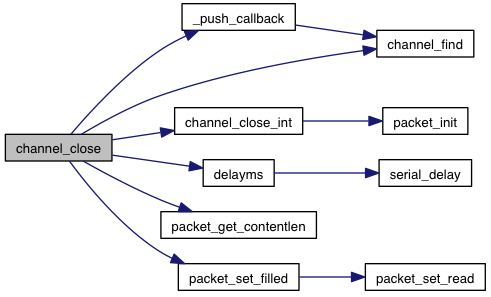 _push_callback
channel_find
channel_close_int
packet_init
channel_close
delayms
serial_delay
packet_get_contentlen
packet_set_filled
packet_set_read